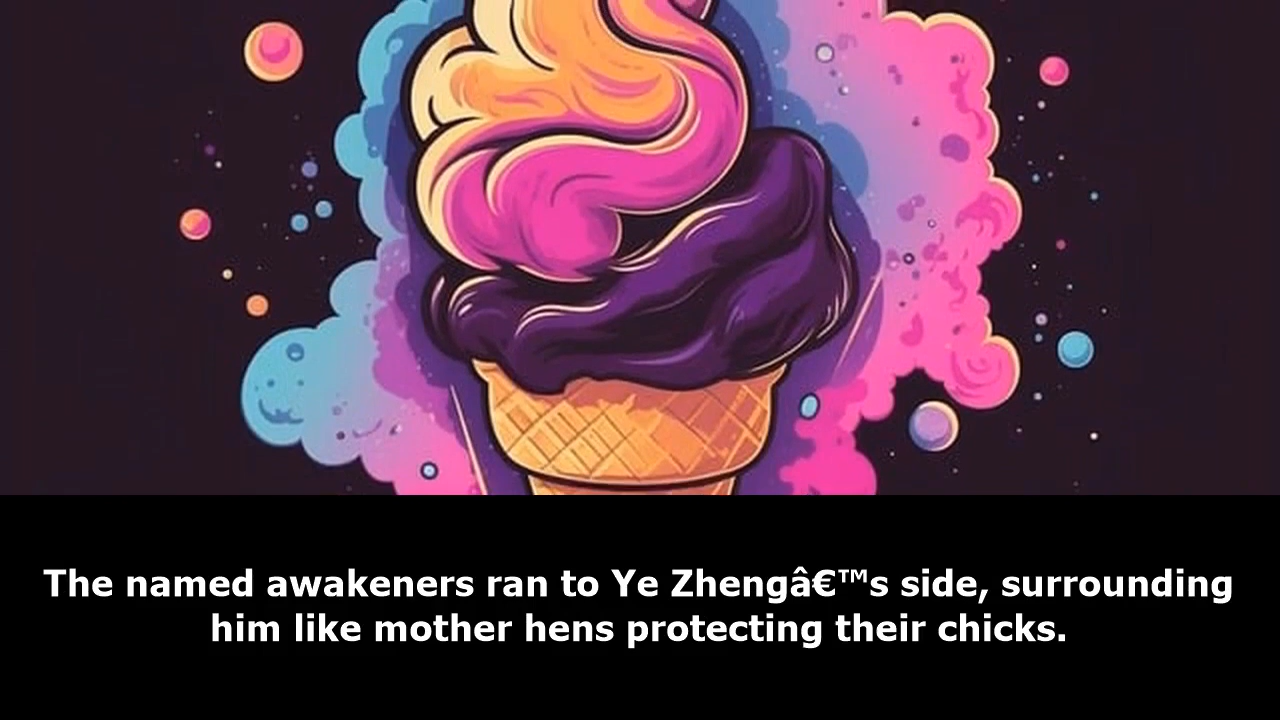 The named awakeners ran to Ye Zhengâ€™s side, surrounding
him like mother hens protecting their chicks.